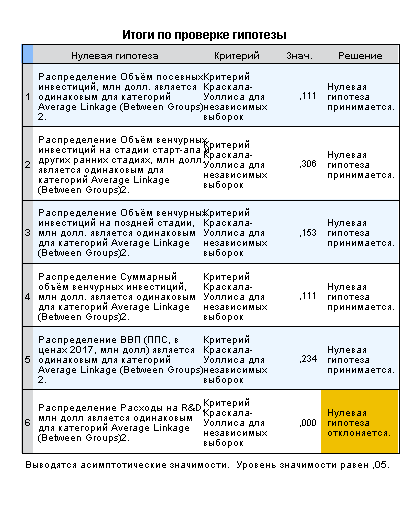 Итоги по проверке гипотезы
Нулевая гипотеза Критерий Знач. Решение
1
Распределение Объём посевных
инвестиций, млн долл. является
одинаковым для категорий
Average Linkage (Between Groups)
2.
Критерий
Краскала-
Уоллиса для
независимых
выборок
,111
Нулевая
гипотеза
принимается.
2
Распределение Объём венчурных
инвестиций на стадии старт-апа и
других ранних стадиях, млн долл.
является одинаковым для
категорий Average Linkage
(Between Groups)2.
Критерий
Краскала-
Уоллиса для
независимых
выборок
,306
Нулевая
гипотеза
принимается.
3
Распределение Объём венчурных
инвестиций на поздней стадии,
млн долл. является одинаковым
для категорий Average Linkage
(Between Groups)2.
Критерий
Краскала-
Уоллиса для
независимых
выборок
,153
Нулевая
гипотеза
принимается.
4
Распределение Суммарный
объём венчурных инвестиций,
млн долл. является одинаковым
для категорий Average Linkage
(Between Groups)2.
Критерий
Краскала-
Уоллиса для
независимых
выборок
,111
Нулевая
гипотеза
принимается.
5
Распределение ВВП (ППС, в
ценах 2017, млн долл) является
одинаковым для категорий
Average Linkage (Between Groups)
2.
Критерий
Краскала-
Уоллиса для
независимых
выборок
,234
Нулевая
гипотеза
принимается.
6
Распределение Расходы на R&D,
млн долл является одинаковым
для категорий Average Linkage
(Between Groups)2.
Критерий
Краскала-
Уоллиса для
независимых
выборок
,000
Нулевая
гипотеза
отклоняется.
Выводятся асимптотические значимости. Уровень значимости равен ,05.